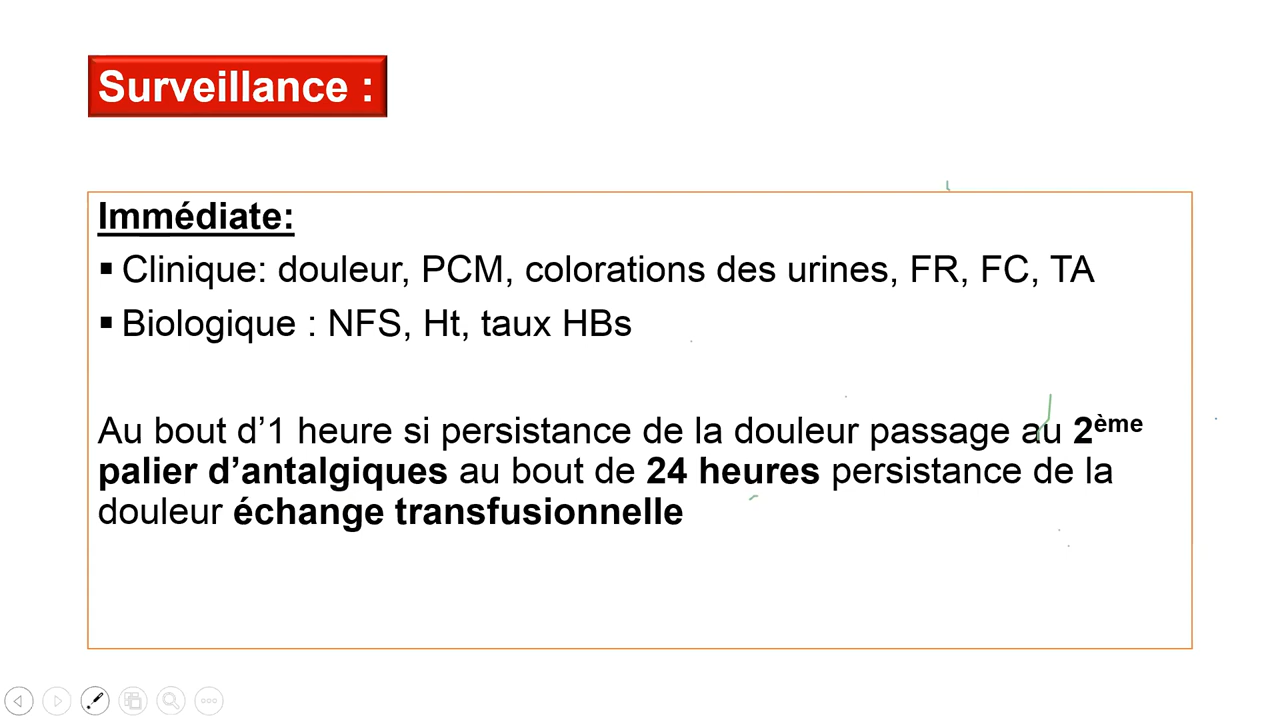 Surveillance :
Immédiate:
▪ Clinique: douleur, PCM, colorations des urines, FR, FC, TA
▪ Biologique : NFS, Ht, taux HBs
Au bout d’1 heure si persistance de la douleur passage au 2ème
palier d’antalgiques au bout de 24 heures persistance de la
douleur échange transfusionnelle